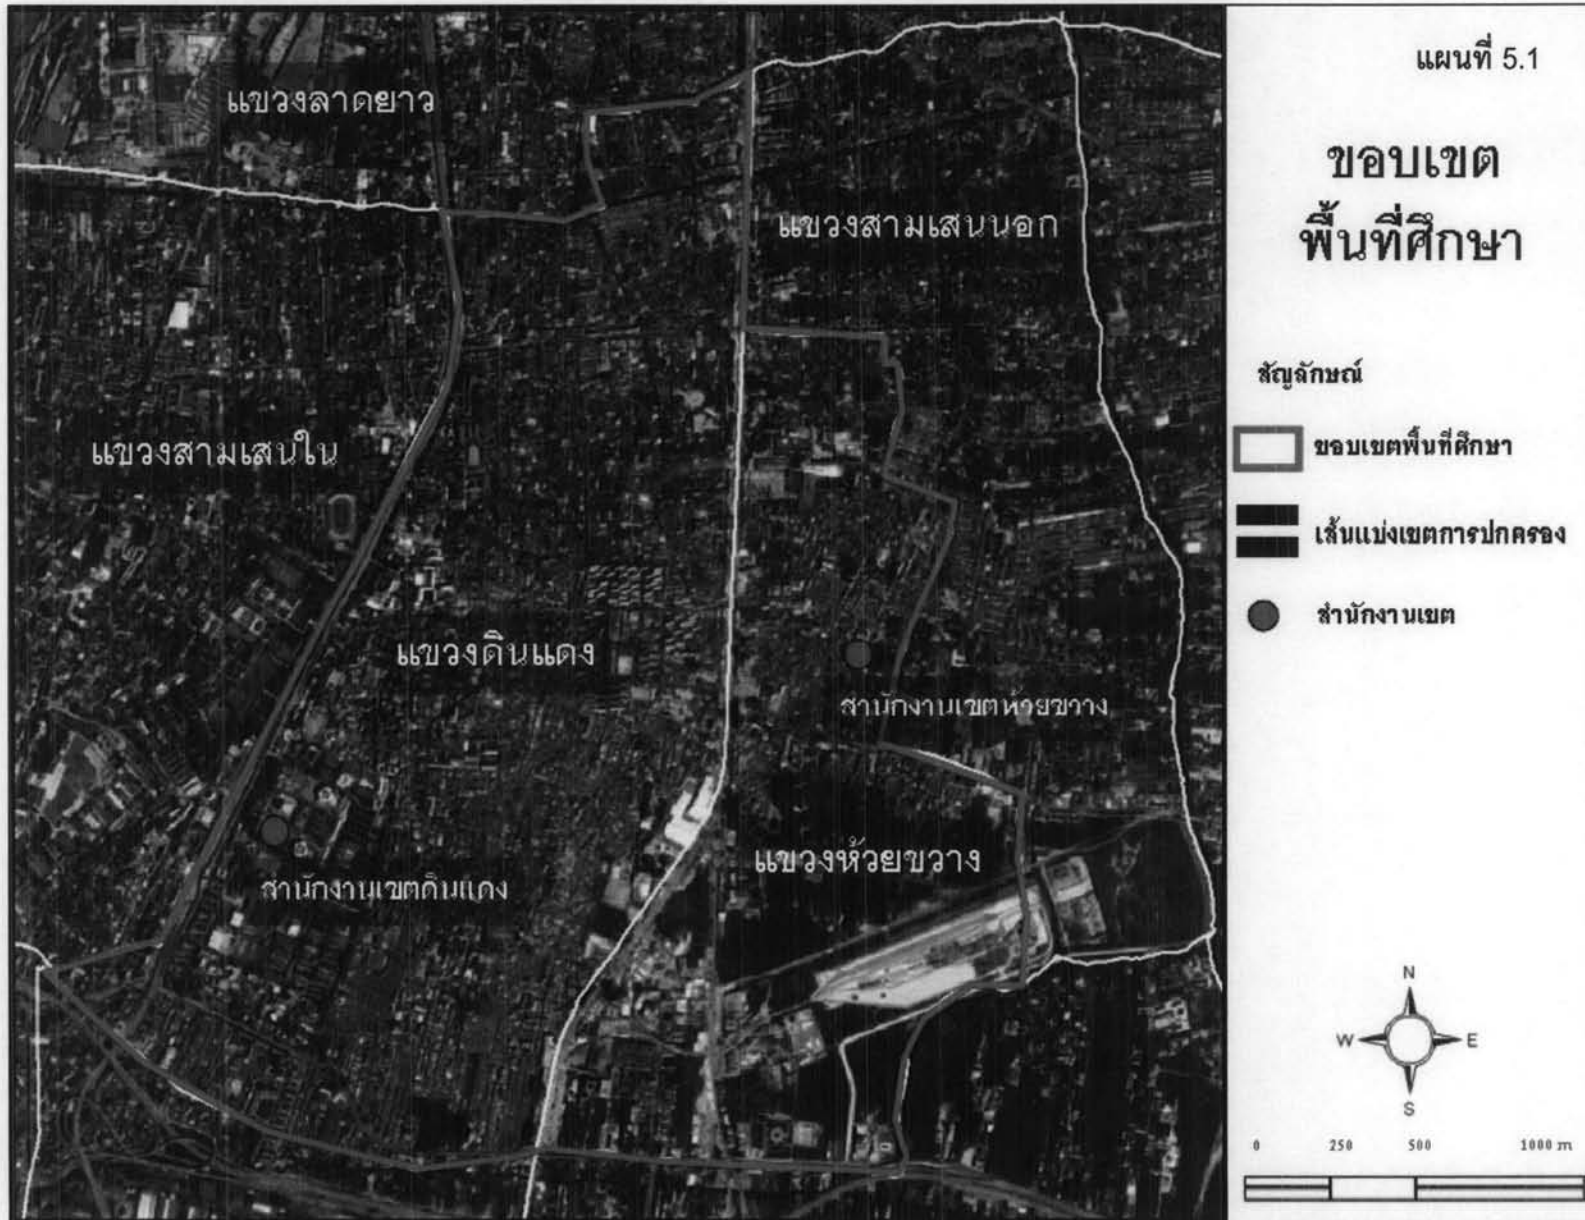 แผนที่ 5.1
ขอบเขต
พื้นที่ศึกษา
สัญลักษณ์
ขอบเขตพื้นที่ศึกษา
เส้นแบ่งเขตการปกครอง
สำนักงานเขต
แขวงลาดยาว
แขวงสามเสนนอก
แขวงสามเสนใน
แขวงดินแดง
สำนักงานเขตห้วยขวาง
แขวงห้วยขวาง
สำนักงานเขตดินแดง
N
W E
S
0 250 500 1000 m